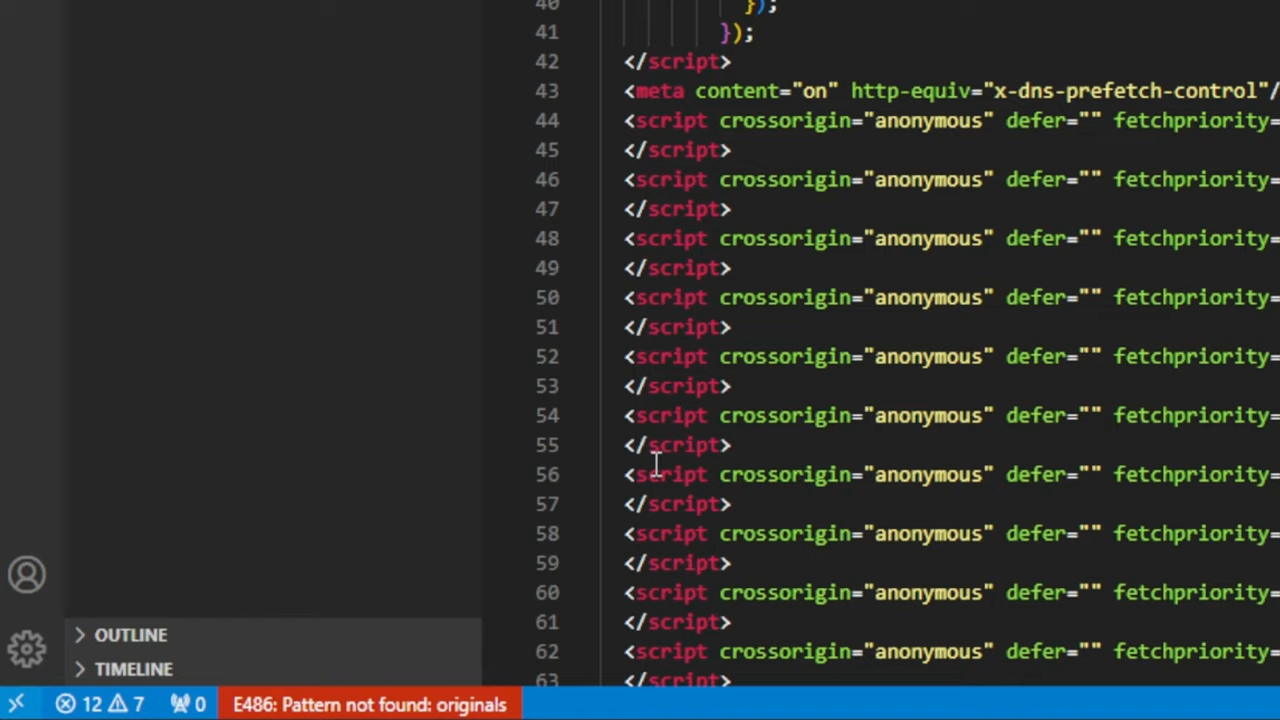 40 });
41 });
42 </script>
43 <meta content="on" http-equiv="x-dns-prefetch-control"/
44 <script crossorigin="anonymous" defer="" fetchpriority=
45 </script>
46 <script crossorigin="anonymous" defer="" fetchpriority=
47 </script>
48 <script crossorigin="anonymous" defer="" fetchpriority=
49 </script>
50 <script crossorigin="anonymous" defer="" fetchpriority=
51 </script>
52 <script crossorigin="anonymous" defer="" fetchpriority=
53 </script>
54 <script crossorigin="anonymous" defer="" fetchpriority=
55 </script>
56 <script crossorigin="anonymous" defer="" fetchpriority=
57 </script>
58 <script crossorigin="anonymous" defer="" fetchpriority=
59 </script>
60 <script crossorigin="anonymous" defer="" fetchpriority=
61 </script>
62 <script crossorigin="anonymous" defer="" fetchpriority=
63 </script>
OUTLINE
TIMELINE
12 7 0 E486: Pattern not found: originals